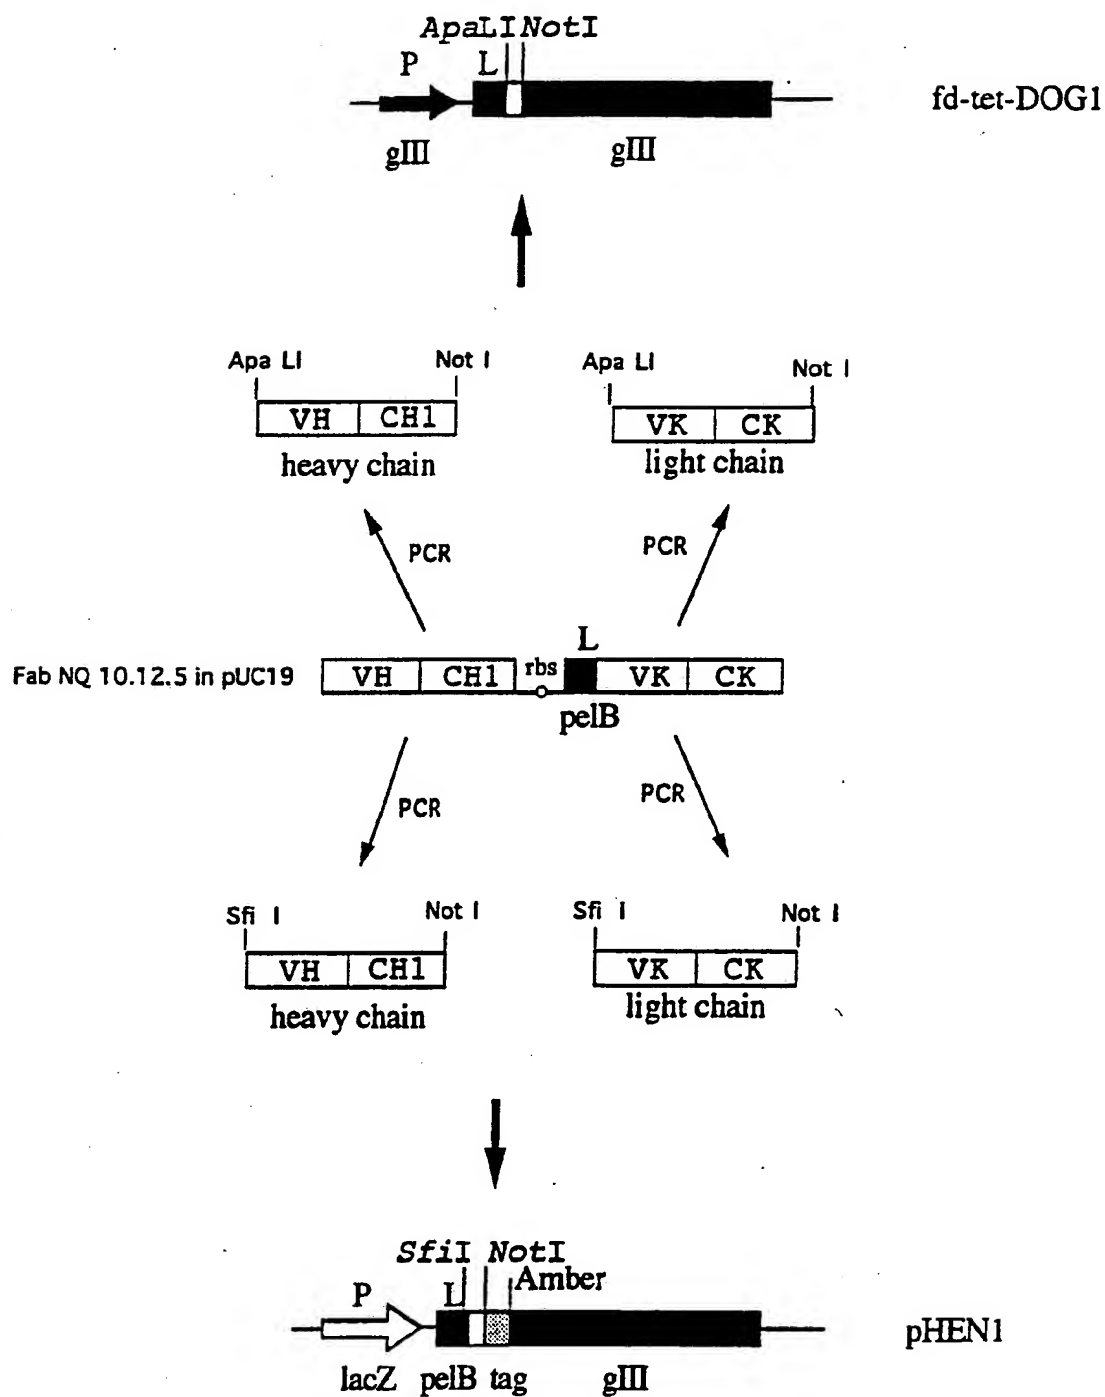 ApaLI NotI
P L
fd-tet-DOG1
gIII gIII
Apa LI Not I Apa LI Not I
VH CH1 VK CK
heavy chain light chain
PCR PCR
L
Fab NQ 10.12.5 in pUC19 VH CH1 rbs VK CK
pelB
PCR PCR
Sfi I Not I Sfi I Not I
VH CH1 VK CK
heavy chain light chain
SfiI NotI
P L Amber
pHEN1
lacZ pelB tag gIII